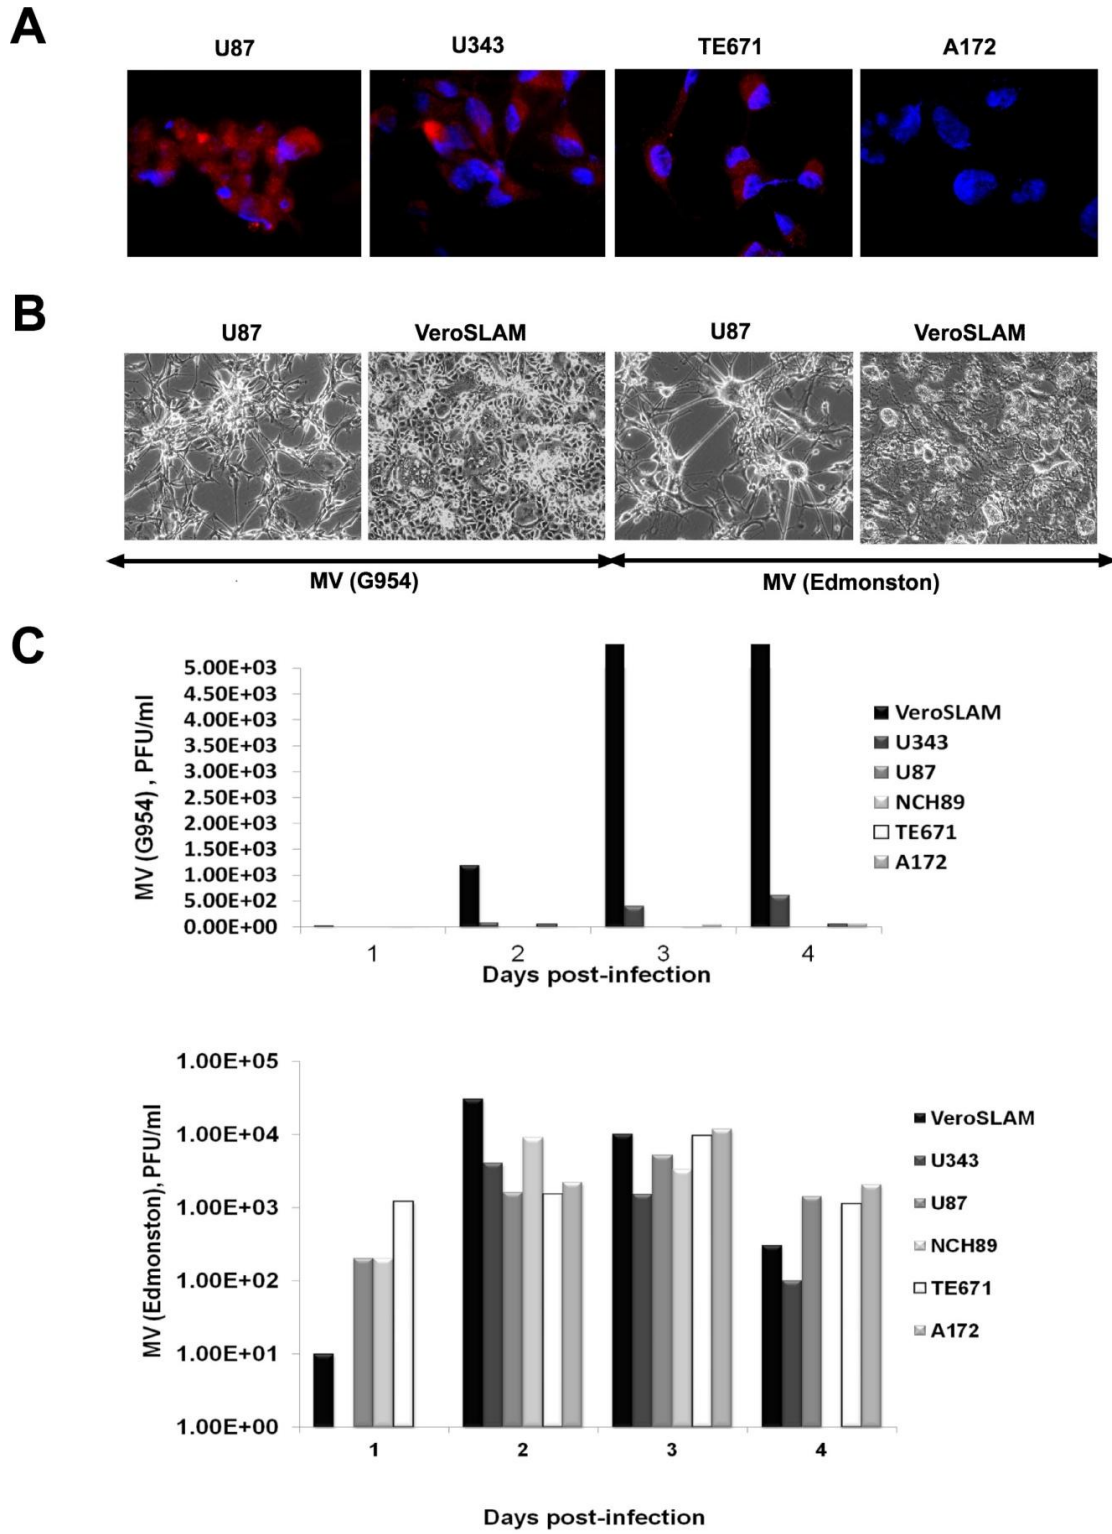 A
U87 U343 TE671 A172
B
U87 VeroSLAM U87 VeroSLAM
MV (G954) MV (Edmonston)
C
MV (G954) , PFU/ml
5.00E+03
4.50E+03
4.00E+03
3.50E+03
3.00E+03
2.50E+03
2.00E+03
1.50E+03
1.00E+03
5.00E+02
0.00E+00
1 2 3 4
Days post-infection
VeroSLAM
U343
U87
NCH89
TE671
A172
MV (Edmonston), PFU/ml
1.00E+05
1.00E+04
1.00E+03
1.00E+02
1.00E+01
1.00E+00
1 2 3 4
Days post-infection
VeroSLAM
U343
U87
NCH89
TE671
A172